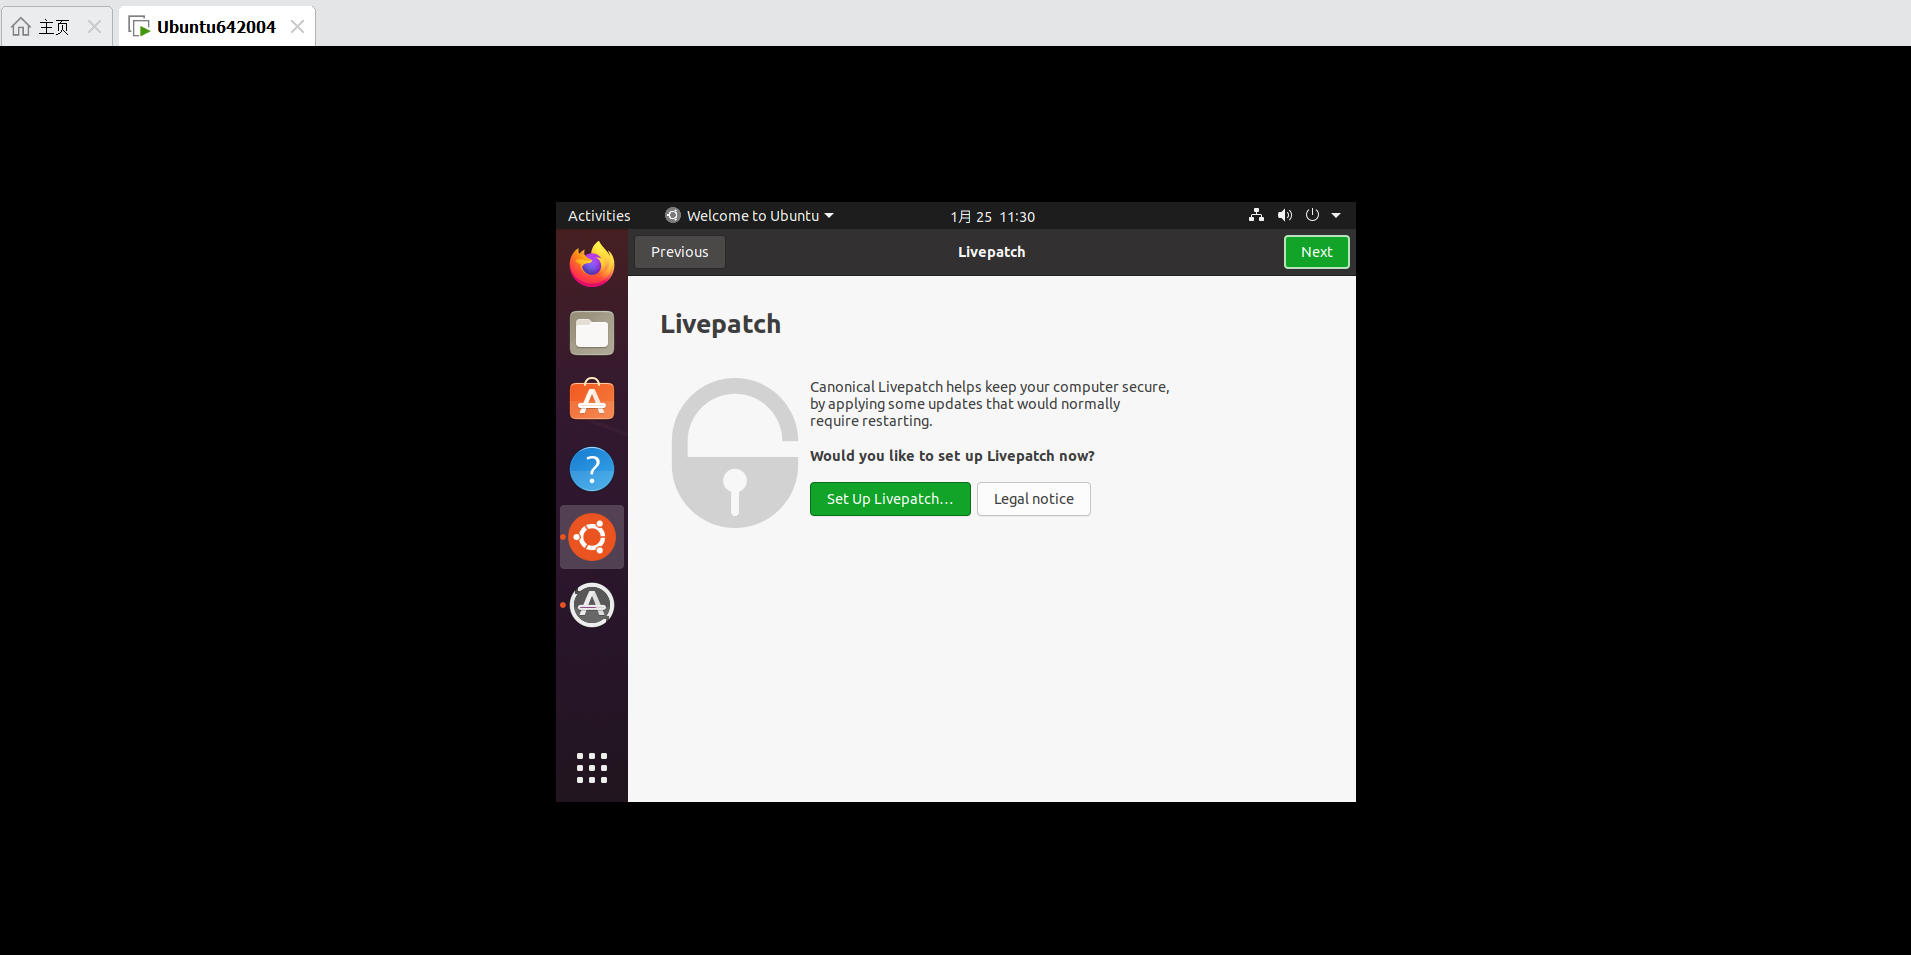 主页
Ubuntu642004
Activities
Welcome to Ubuntu
1月 25 11:30
Previous
Livepatch
Next
Livepatch
Canonical Livepatch helps keep your computer secure,
by applying some updates that would normally
require restarting.
Would you like to set up Livepatch now?
Set Up Livepatch…
Legal notice